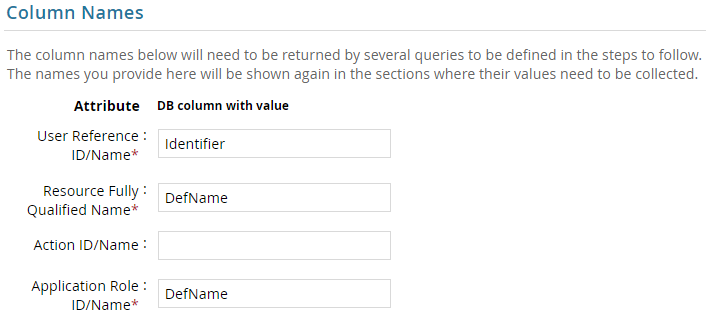 Column Names
The column names below will need to be returned by several queries to be defined in the steps to follow.
The names you provide here will be shown again in the sections where their values need to be collected.
Attribute DB column with value
User Reference :
ID/Name* Identifier
Resource Fully :
Qualified Name* DefName
Action ID/Name :
Application Role :
ID/Name* DefName